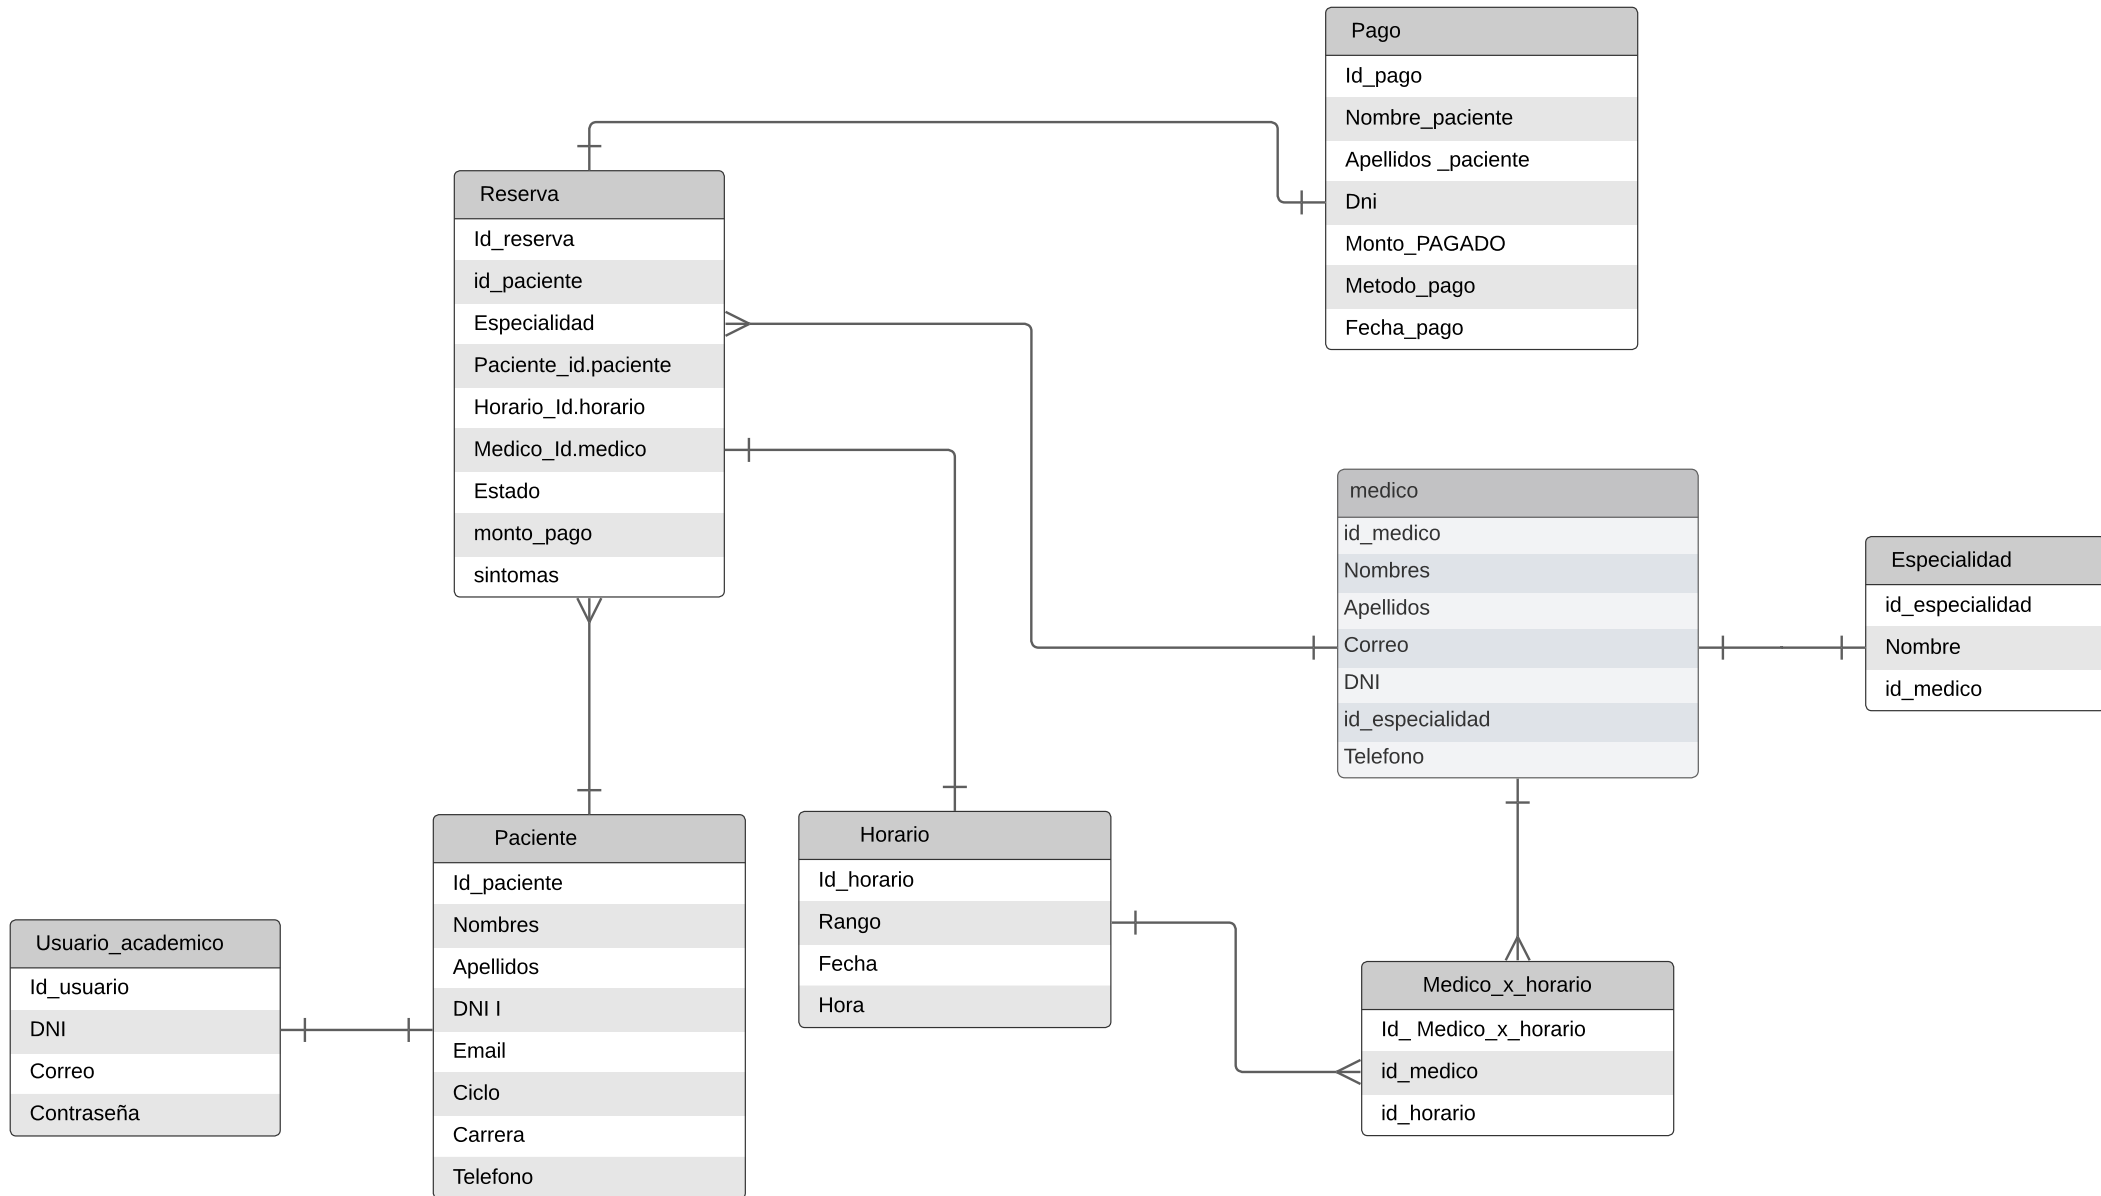 Pago
Id_pago
Nombre_paciente
Apellidos _paciente
Dni
Monto_PAGADO
Metodo_pago
Fecha_pago
Reserva
Id_reserva
id_paciente
Especialidad
Paciente_id.paciente
Horario_Id.horario
Medico_Id.medico
Estado
monto_pago
sintomas
medico
id_medico
Nombres
Apellidos
Correo
DNI
id_especialidad
Telefono
Especialidad
id_especialidad
Nombre
id_medico
Paciente
Id_paciente
Nombres
Apellidos
DNI I
Email
Ciclo
Carrera
Telefono
Horario
Id_horario
Rango
Fecha
Hora
Usuario_academico
Id_usuario
DNI
Correo
Contraseña
Medico_x_horario
Id_ Medico_x_horario
id_medico
id_horario